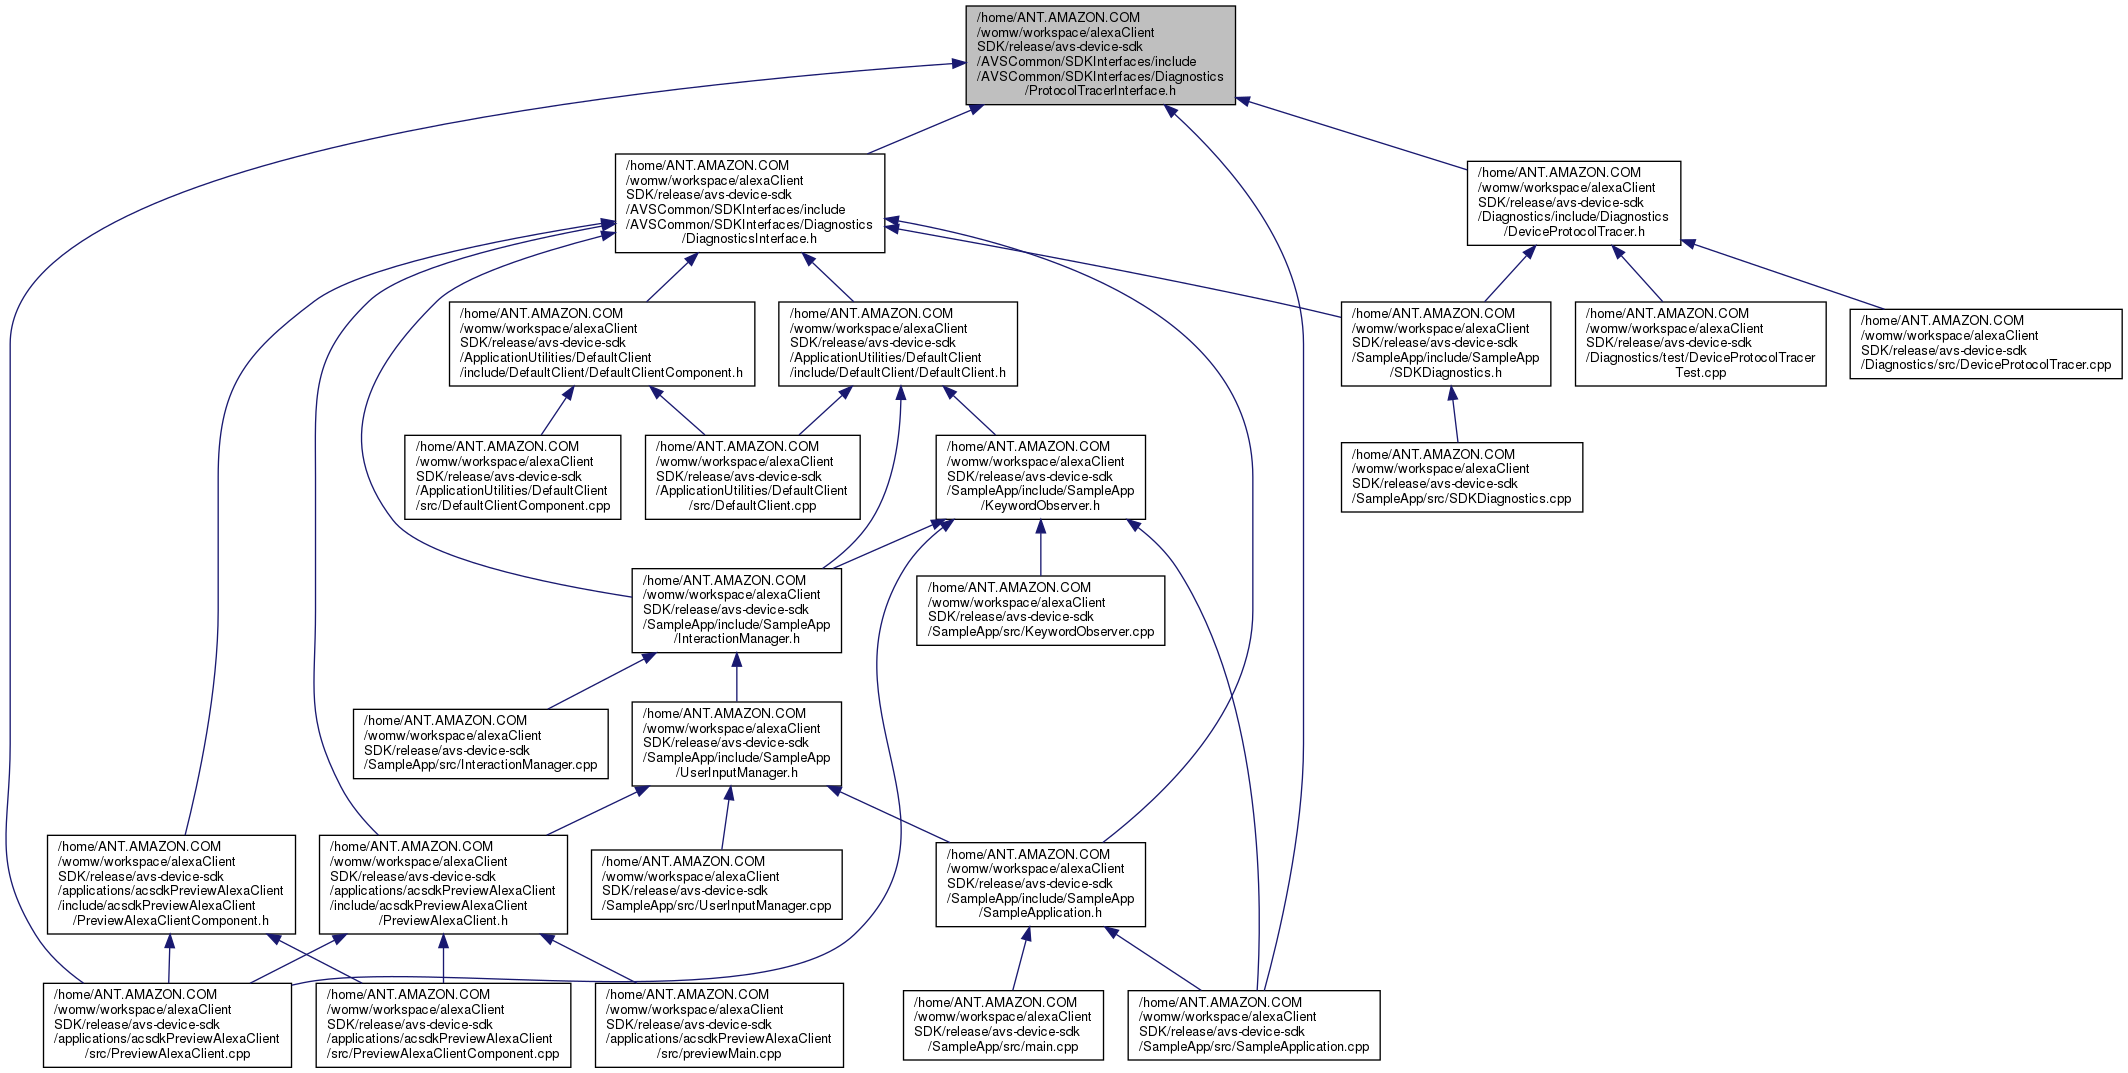 /home/ANT.AMAZON.COM
/womw/workspace/alexaClient
SDK/release/avs-device-sdk
/AVSCommon/SDKInterfaces/include
/AVSCommon/SDKInterfaces/Diagnostics
/ProtocolTracerInterface.h
/home/ANT.AMAZON.COM
/womw/workspace/alexaClient
SDK/release/avs-device-sdk
/AVSCommon/SDKInterfaces/include
/AVSCommon/SDKInterfaces/Diagnostics
/DiagnosticsInterface.h
/home/ANT.AMAZON.COM
/womw/workspace/alexaClient
SDK/release/avs-device-sdk
/Diagnostics/include/Diagnostics
/DeviceProtocolTracer.h
/home/ANT.AMAZON.COM
/womw/workspace/alexaClient
SDK/release/avs-device-sdk
/ApplicationUtilities/DefaultClient
/include/DefaultClient/DefaultClientComponent.h
/home/ANT.AMAZON.COM
/womw/workspace/alexaClient
SDK/release/avs-device-sdk
/ApplicationUtilities/DefaultClient
/include/DefaultClient/DefaultClient.h
/home/ANT.AMAZON.COM
/womw/workspace/alexaClient
SDK/release/avs-device-sdk
/SampleApp/include/SampleApp
/SDKDiagnostics.h
/home/ANT.AMAZON.COM
/womw/workspace/alexaClient
SDK/release/avs-device-sdk
/Diagnostics/test/DeviceProtocolTracer
Test.cpp
/home/ANT.AMAZON.COM
/womw/workspace/alexaClient
SDK/release/avs-device-sdk
/Diagnostics/src/DeviceProtocolTracer.cpp
/home/ANT.AMAZON.COM
/womw/workspace/alexaClient
SDK/release/avs-device-sdk
/ApplicationUtilities/DefaultClient
/src/DefaultClientComponent.cpp
/home/ANT.AMAZON.COM
/womw/workspace/alexaClient
SDK/release/avs-device-sdk
/ApplicationUtilities/DefaultClient
/src/DefaultClient.cpp
/home/ANT.AMAZON.COM
/womw/workspace/alexaClient
SDK/release/avs-device-sdk
/SampleApp/include/SampleApp
/KeywordObserver.h
/home/ANT.AMAZON.COM
/womw/workspace/alexaClient
SDK/release/avs-device-sdk
/SampleApp/src/SDKDiagnostics.cpp
/home/ANT.AMAZON.COM
/womw/workspace/alexaClient
SDK/release/avs-device-sdk
/SampleApp/include/SampleApp
/InteractionManager.h
/home/ANT.AMAZON.COM
/womw/workspace/alexaClient
SDK/release/avs-device-sdk
/SampleApp/src/KeywordObserver.cpp
/home/ANT.AMAZON.COM
/womw/workspace/alexaClient
SDK/release/avs-device-sdk
/SampleApp/src/InteractionManager.cpp
/home/ANT.AMAZON.COM
/womw/workspace/alexaClient
SDK/release/avs-device-sdk
/SampleApp/include/SampleApp
/UserInputManager.h
/home/ANT.AMAZON.COM
/womw/workspace/alexaClient
SDK/release/avs-device-sdk
/applications/acsdkPreviewAlexaClient
/include/acsdkPreviewAlexaClient
/PreviewAlexaClientComponent.h
/home/ANT.AMAZON.COM
/womw/workspace/alexaClient
SDK/release/avs-device-sdk
/applications/acsdkPreviewAlexaClient
/include/acsdkPreviewAlexaClient
/PreviewAlexaClient.h
/home/ANT.AMAZON.COM
/womw/workspace/alexaClient
SDK/release/avs-device-sdk
/SampleApp/src/UserInputManager.cpp
/home/ANT.AMAZON.COM
/womw/workspace/alexaClient
SDK/release/avs-device-sdk
/SampleApp/include/SampleApp
/SampleApplication.h
/home/ANT.AMAZON.COM
/womw/workspace/alexaClient
SDK/release/avs-device-sdk
/applications/acsdkPreviewAlexaClient
/src/PreviewAlexaClient.cpp
/home/ANT.AMAZON.COM
/womw/workspace/alexaClient
SDK/release/avs-device-sdk
/applications/acsdkPreviewAlexaClient
/src/PreviewAlexaClientComponent.cpp
/home/ANT.AMAZON.COM
/womw/workspace/alexaClient
SDK/release/avs-device-sdk
/applications/acsdkPreviewAlexaClient
/src/previewMain.cpp
/home/ANT.AMAZON.COM
/womw/workspace/alexaClient
SDK/release/avs-device-sdk
/SampleApp/src/main.cpp
/home/ANT.AMAZON.COM
/womw/workspace/alexaClient
SDK/release/avs-device-sdk
/SampleApp/src/SampleApplication.cpp